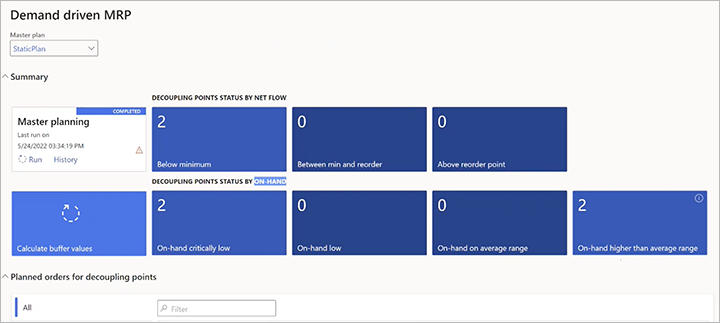 Demand driven MRP
Master plan
StaticPlan
Summary
DECOUPLING POINTS STATUS BY NET FLOW
COMPLETED
Master planning
Last run on
5/24/2022 03:34:19 PM
Run History
2
Below minimum
0
Between min and reorder
0
Above reorder point
DECOUPLING POINTS STATUS BY ON-HAND
Calculate buffer values
2
On-hand critically low
0
On-hand low
0
On-hand on average range
2
On-hand higher than average range
Planned orders for decoupling points
All
Filter